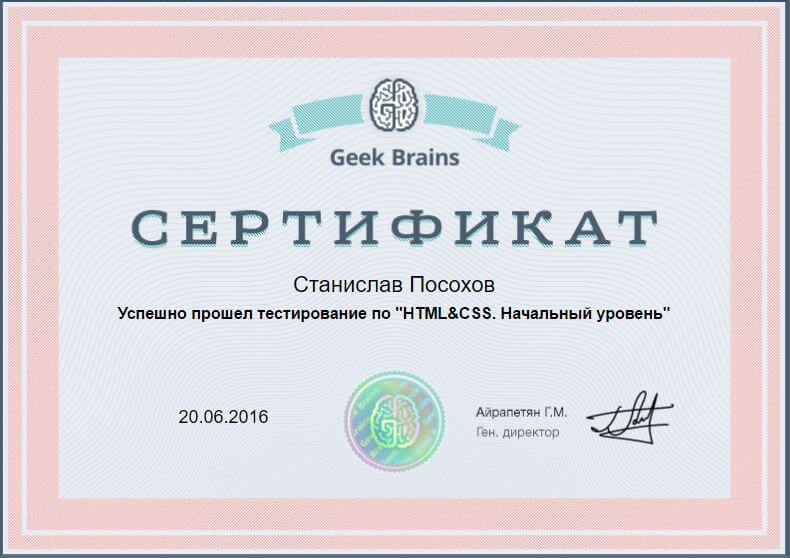 Geek Brains
СЕРТИФИКАТ
Станислав Посохов
Успешно прошел тестирование по "HTML&CSS. Начальный уровень"
20.06.2016
Айрапетян Г.М.
Ген. директор